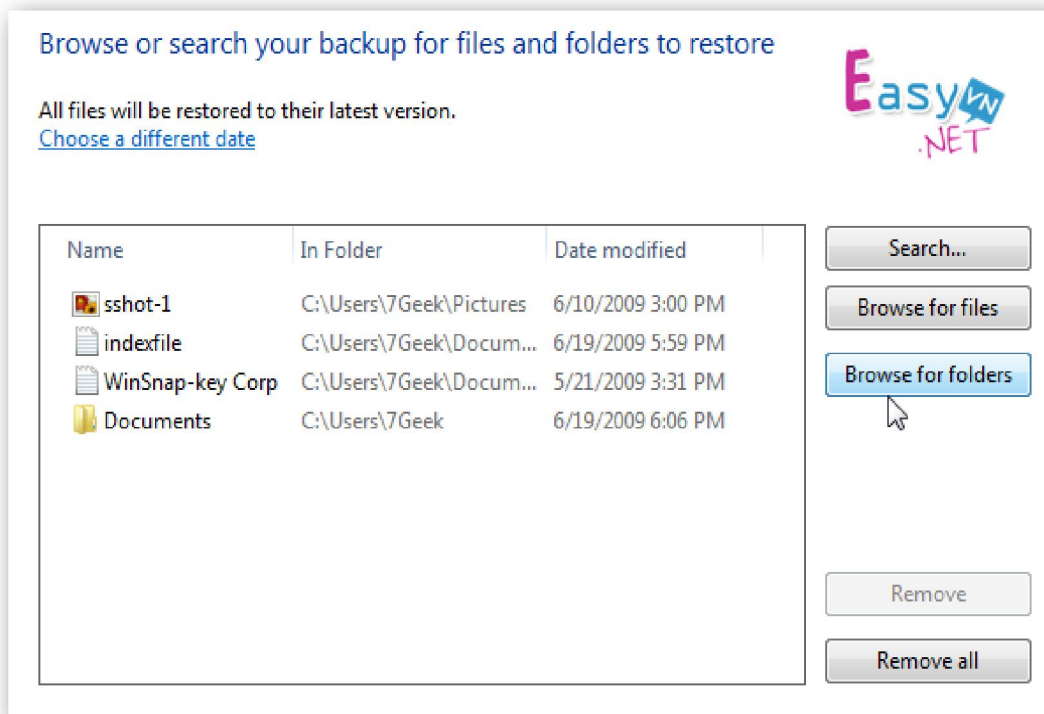 Browse or search your backup for files and folders to restore
All files will be restored to their latest version.
Choose a different date
Easy VN
.NET
Name In Folder Date modified
sshot-1 C:\Users\7Geek\Pictures 6/10/2009 3:00 PM
indexfile C:\Users\7Geek\Docum... 6/19/2009 5:59 PM
WinSnap-key Corp C:\Users\7Geek\Docum... 5/21/2009 3:31 PM
Documents C:\Users\7Geek 6/19/2009 6:06 PM
Search...
Browse for files
Browse for folders
Remove
Remove all